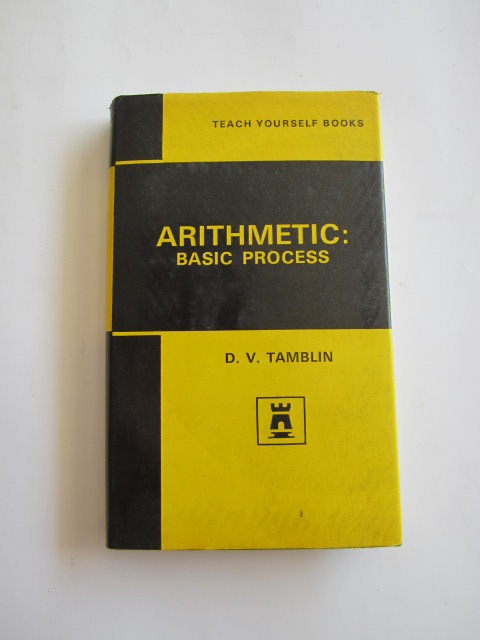 TEACH YOURSELF BOOKS
ARITHMETIC:
BASIC PROCESS
D. V. TAMBLIN